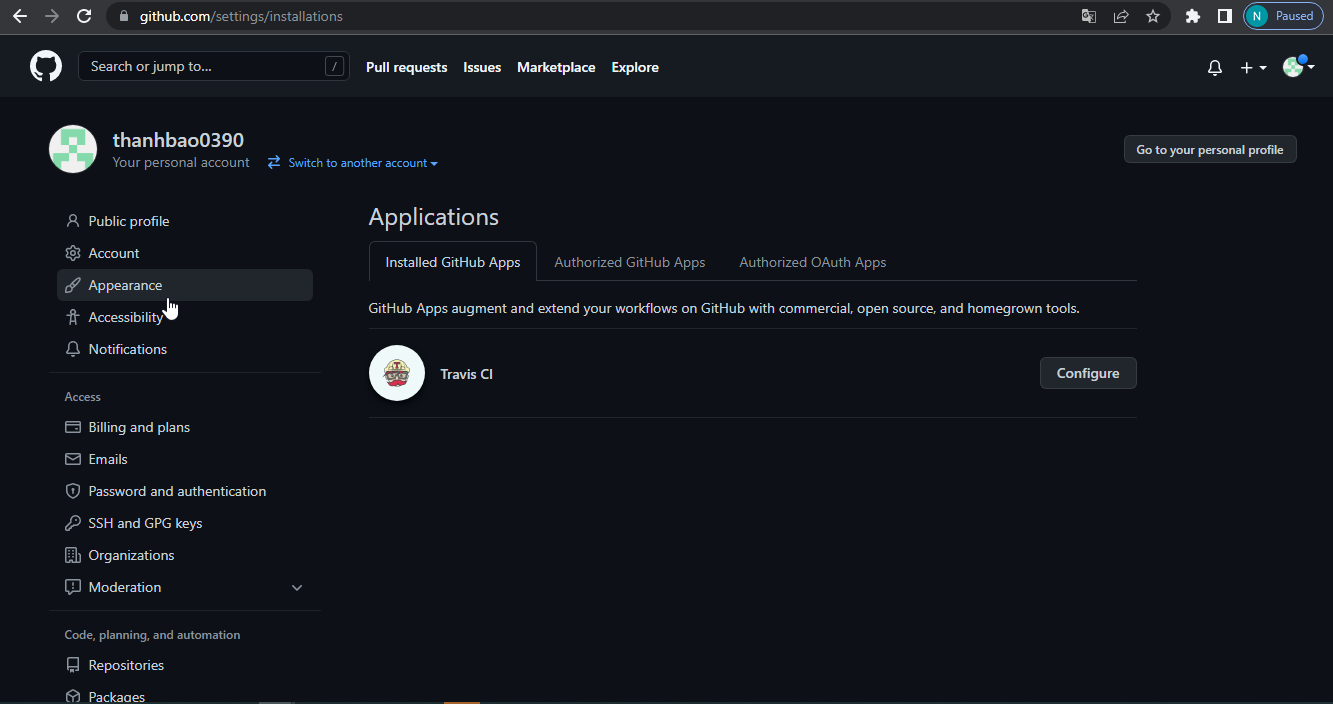 github.com/settings/installations
N Paused
Search or jump to... /
Pull requests Issues Marketplace Explore
thanhbao0390
Your personal account Switch to another account
Go to your personal profile
Public profile
Account
Appearance
Accessibility
Notifications
Access
Billing and plans
Emails
Password and authentication
SSH and GPG keys
Organizations
Moderation
Code, planning, and automation
Repositories
Packages
Applications
Installed GitHub Apps Authorized GitHub Apps Authorized OAuth Apps
GitHub Apps augment and extend your workflows on GitHub with commercial, open source, and homegrown tools.
Travis CI
Configure